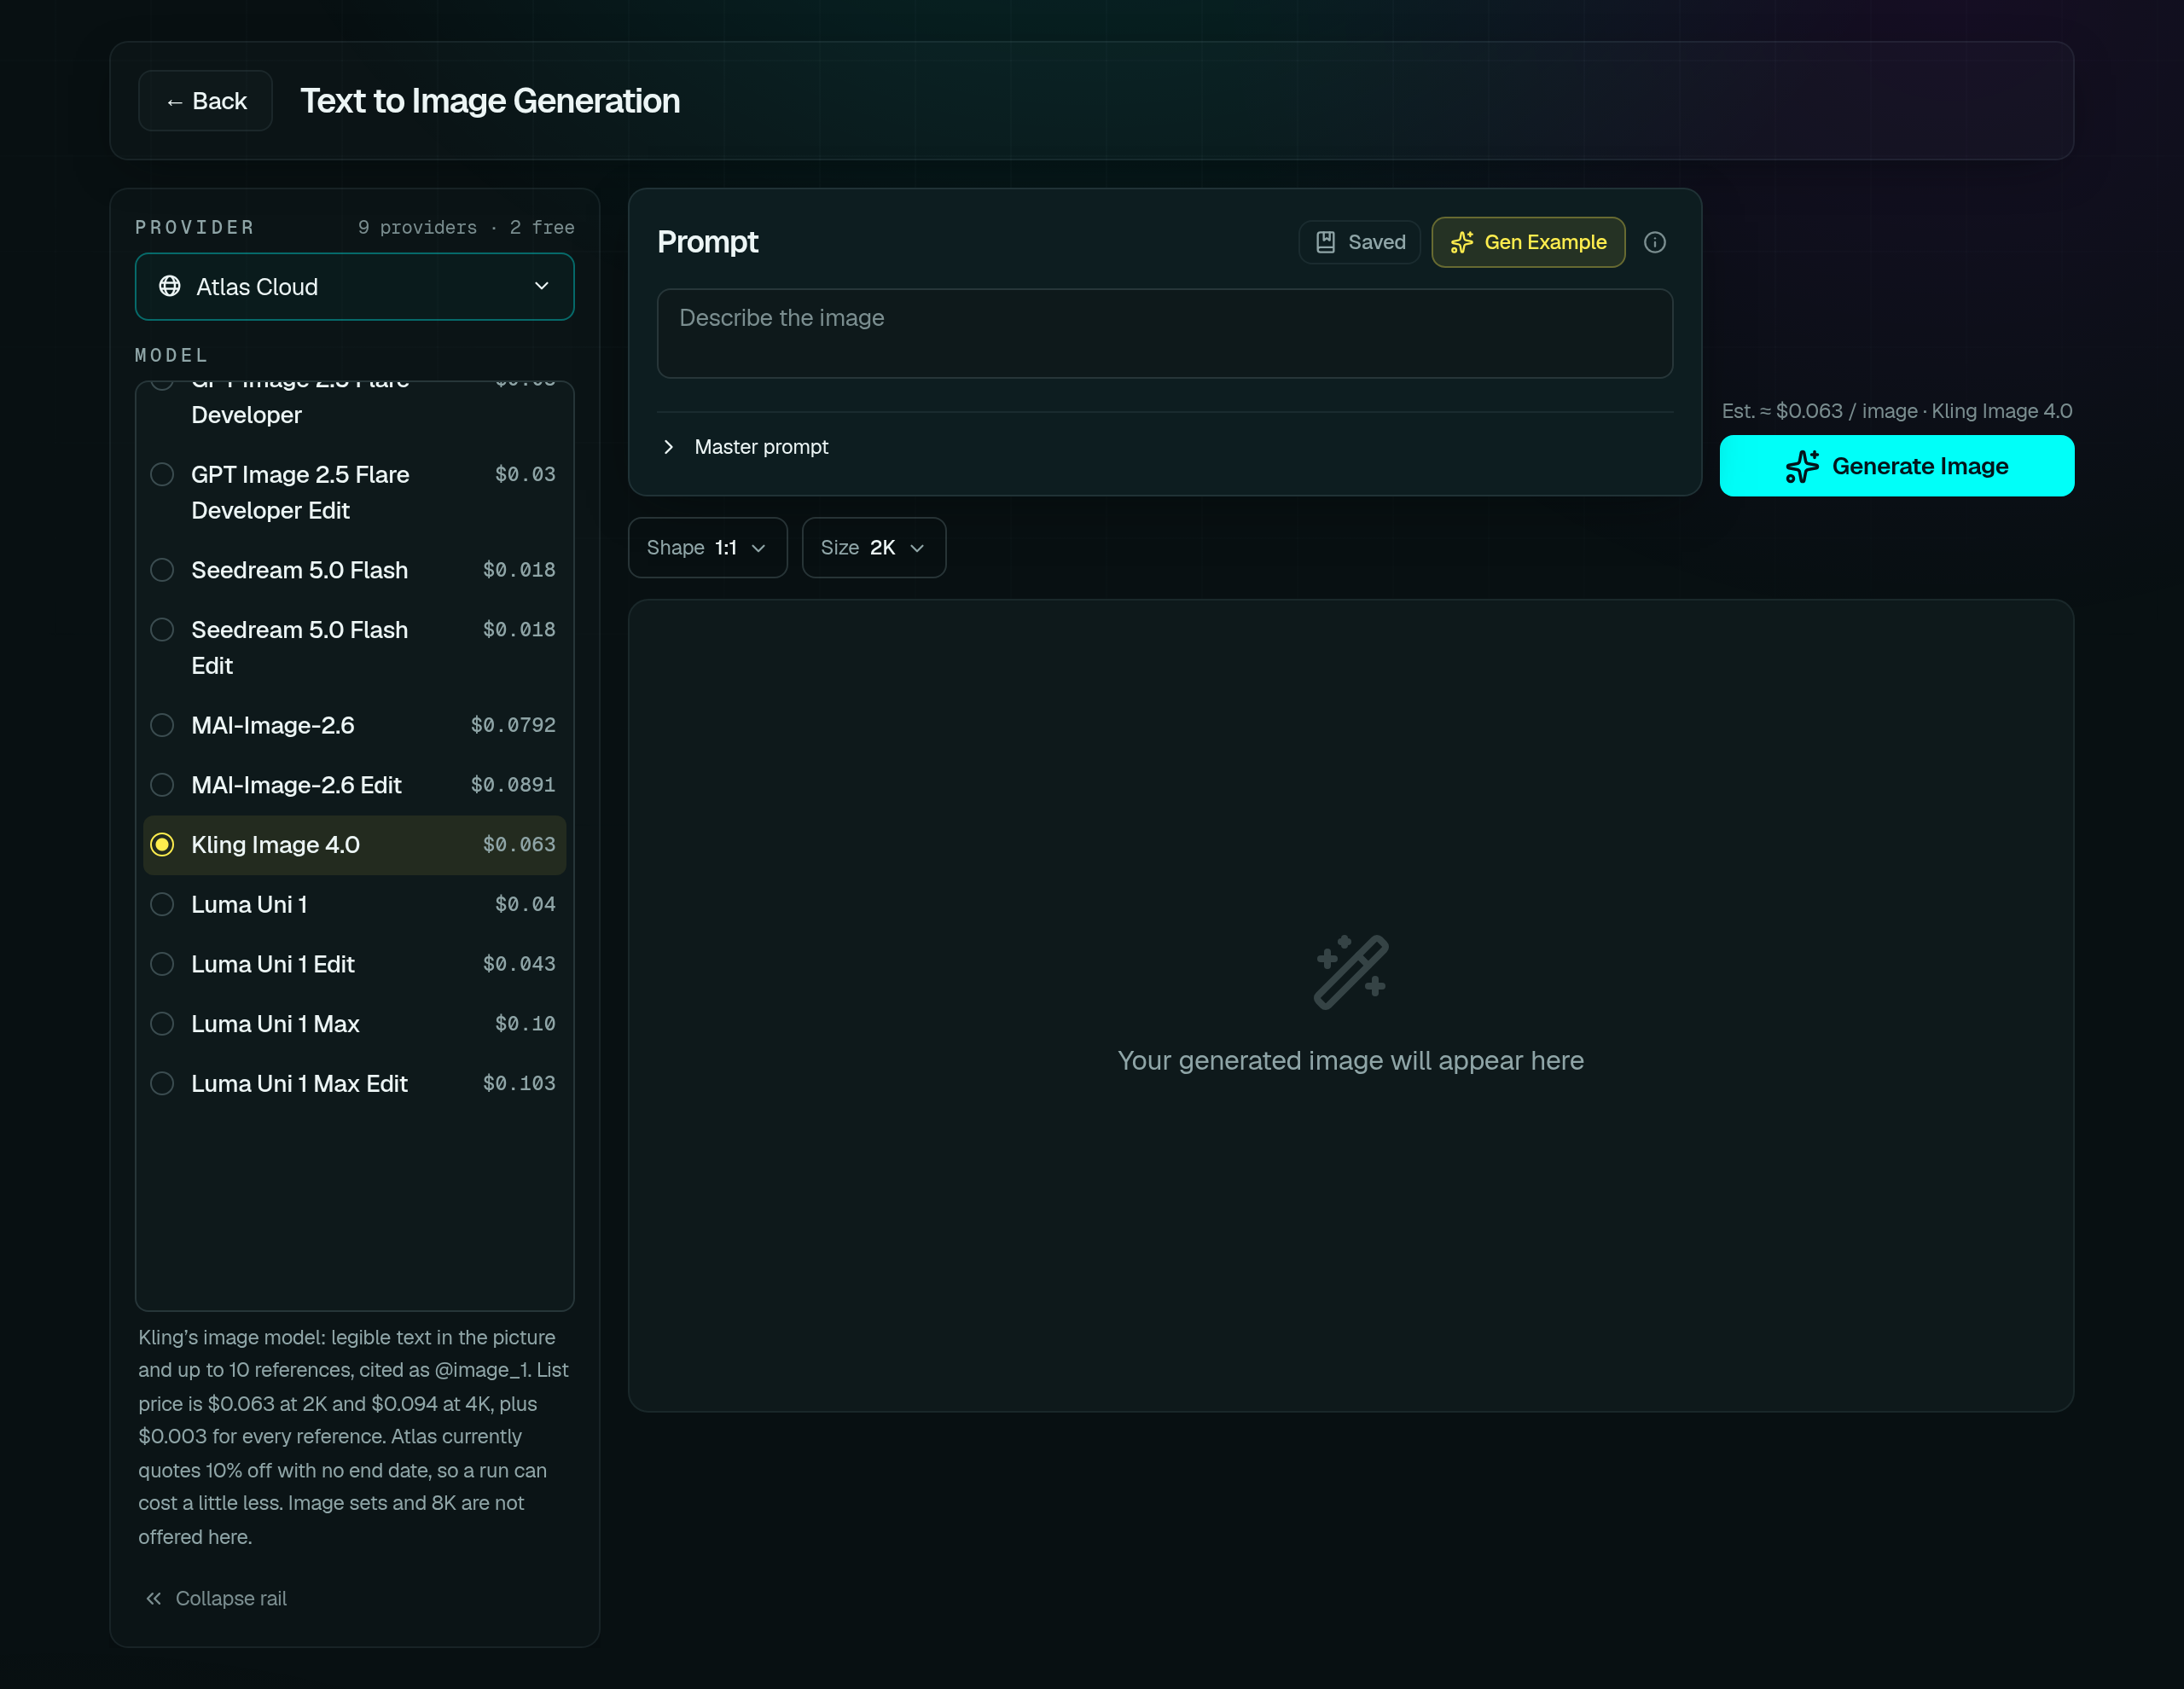 ← Back
Text to Image Generation
PROVIDER
9 providers · 2 free
Atlas Cloud
MODEL
GPT Image 2.5 Flare
Developer
GPT Image 2.5 Flare
$0.03
Developer Edit
Seedream 5.0 Flash
$0.018
Seedream 5.0 Flash
$0.018
Edit
MAI-Image-2.6
$0.0792
MAI-Image-2.6 Edit
$0.0891
Kling Image 4.0
$0.063
Luma Uni 1
$0.04
Luma Uni 1 Edit
$0.043
Luma Uni 1 Max
$0.10
Luma Uni 1 Max Edit
$0.103
Kling’s image model: legible text in the picture
and up to 10 references, cited as @image_1. List
price is $0.063 at 2K and $0.094 at 4K, plus
$0.003 for every reference. Atlas currently
quotes 10% off with no end date, so a run can
cost a little less. Image sets and 8K are not
offered here.
Collapse rail
Prompt
Saved
Gen Example
Describe the image
Master prompt
Est. ≈ $0.063 / image · Kling Image 4.0
Generate Image
Shape 1:1
Size 2K
Your generated image will appear here